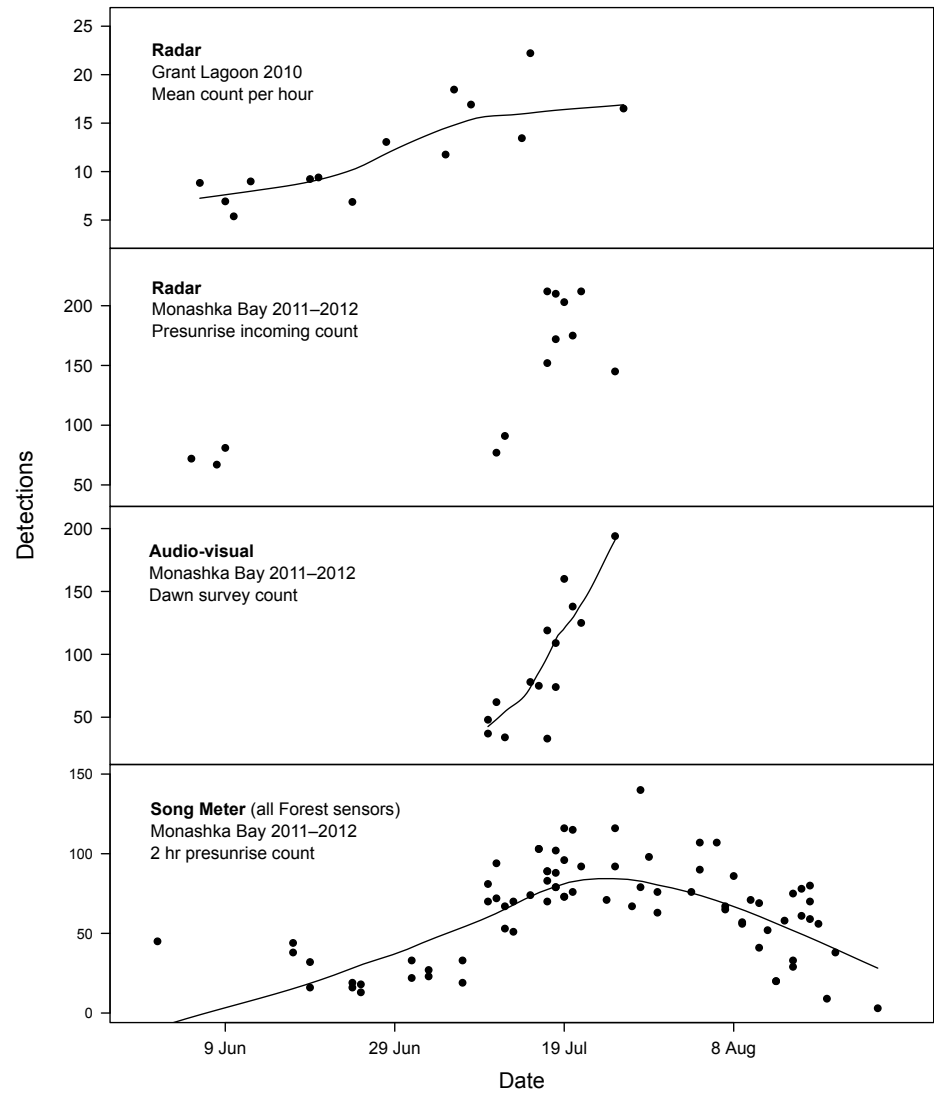 25
20
15
10
5
Radar
Grant Lagoon 2010
Mean count per hour
200
150
100
50
Radar
Monashka Bay 2011–2012
Presunrise incoming count
Detections
200
150
100
50
Audio-visual
Monashka Bay 2011–2012
Dawn survey count
150
100
50
0
Song Meter (all Forest sensors)
Monashka Bay 2011–2012
2 hr presunrise count
9 Jun 29 Jun 19 Jul 8 Aug
Date